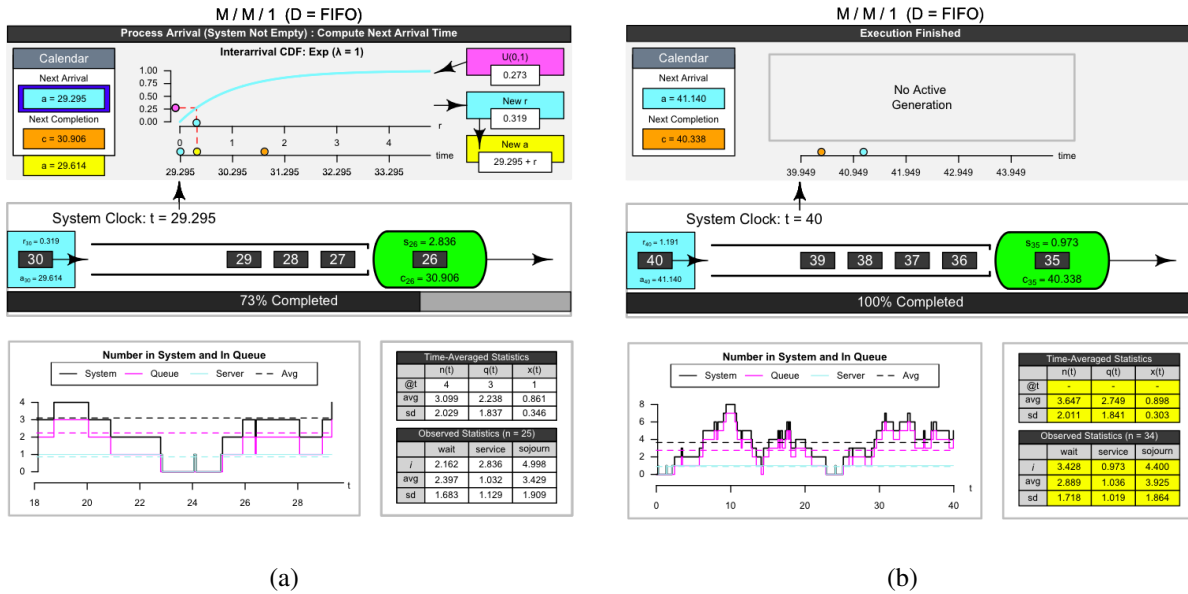 M / M / 1 (D = FIFO)
Process Arrival (System Not Empty) : Compute Next Arrival Time
Calendar
Next Arrival
a = 29.295
Next Completion
c = 30.906
a = 29.614
Interarrival CDF: Exp (λ = 1)
1.00
0.75
0.50
0.25
0.00
0 1 2 3 4
r
time
29.295 30.295 31.295 32.295 33.295
U(0,1)
0.273
New r
0.319
New a
29.295 + r
System Clock: t = 29.295
r30 = 0.319
30
a30 = 29.614
29 28 27
s26 = 2.836
26
c26 = 30.906
73% Completed
Number in System and In Queue
System Queue Server Avg
4
3
2
1
0
18 20 22 24 26 28
t
Time-Averaged Statistics
n(t) q(t) x(t)
@t 4 3 1
avg 3.099 2.238 0.861
sd 2.029 1.837 0.346
Observed Statistics (n = 25)
wait service sojourn
i 2.162 2.836 4.998
avg 2.397 1.032 3.429
sd 1.683 1.129 1.909
(a)
M / M / 1 (D = FIFO)
Execution Finished
Calendar
Next Arrival
a = 41.140
Next Completion
c = 40.338
No Active
Generation
time
39.949 40.949 41.949 42.949 43.949
System Clock: t = 40
r40 = 1.191
40
a40 = 41.140
39 38 37 36
s35 = 0.973
35
c35 = 40.338
100% Completed
Number in System and In Queue
System Queue Server Avg
8
6
4
2
0
0 10 20 30 40
t
Time-Averaged Statistics
n(t) q(t) x(t)
@t - - -
avg 3.647 2.749 0.898
sd 2.011 1.841 0.303
Observed Statistics (n = 34)
wait service sojourn
i 3.428 0.973 4.400
avg 2.889 1.036 3.925
sd 1.718 1.019 1.864
(b)